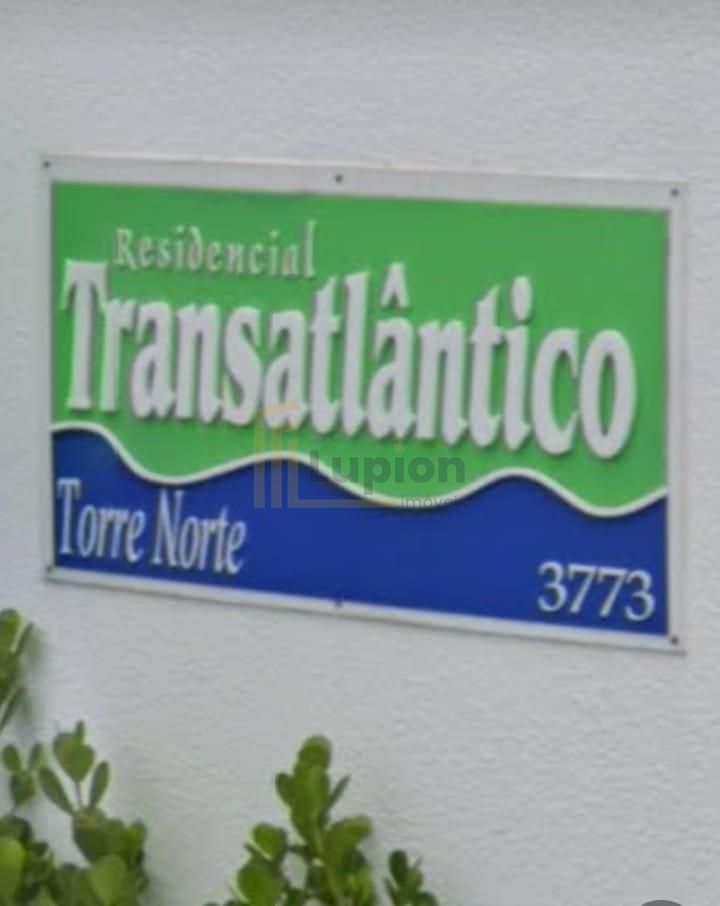 Residencial
Transatlântico
Lupion
imóveis
Torre Norte
3773